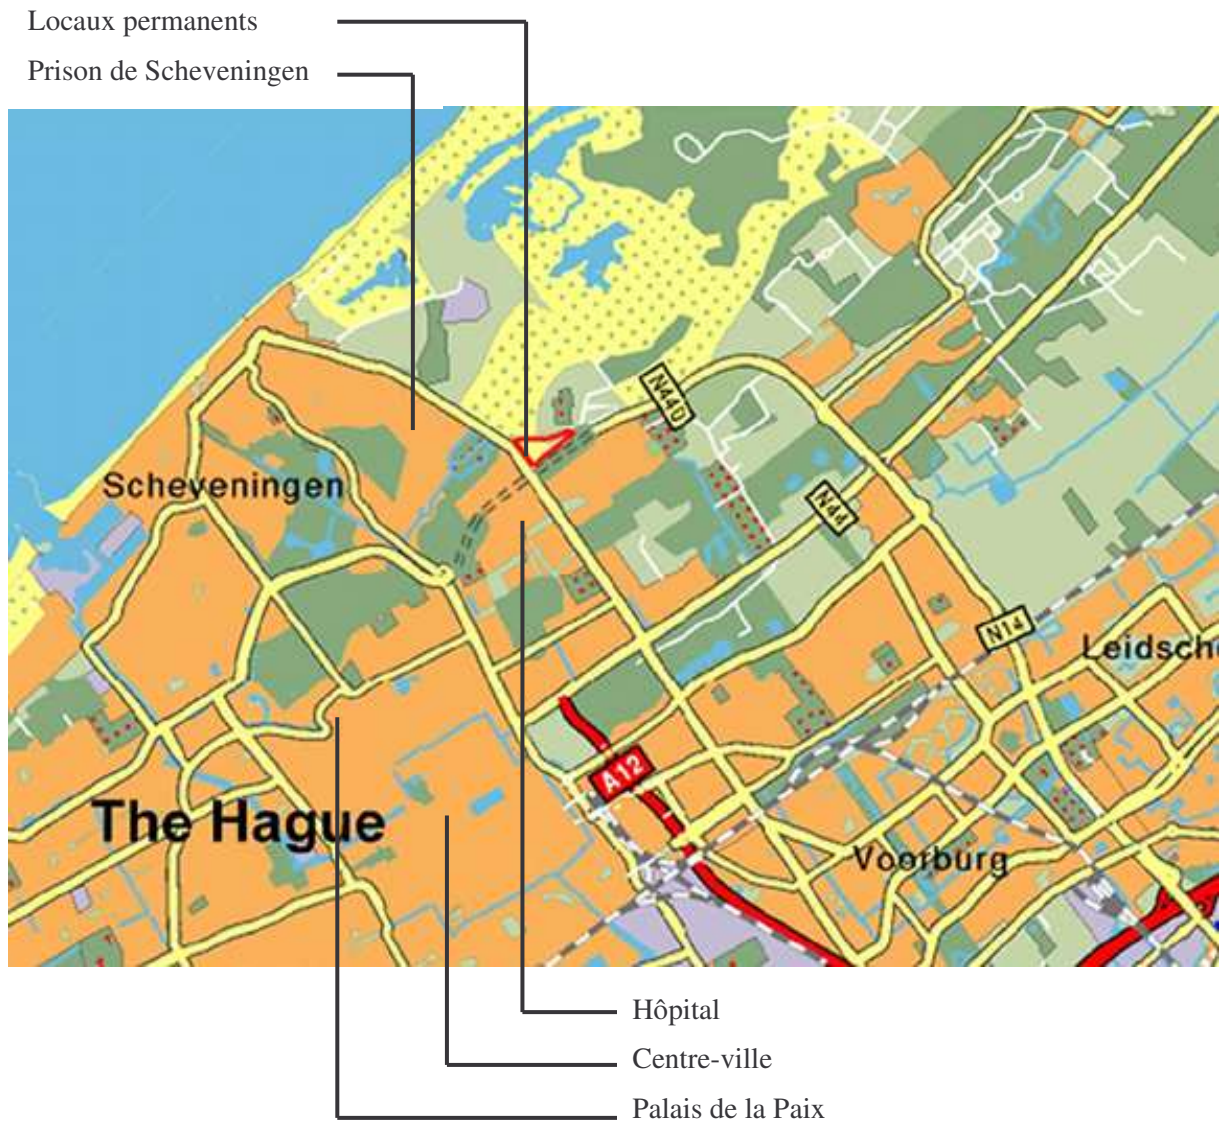 Locaux permanents
Prison de Scheveningen
N440
Scheveningen
N44
N14
Leidsche
A12
The Hague
Voorburg
Hôpital
Centre-ville
Palais de la Paix